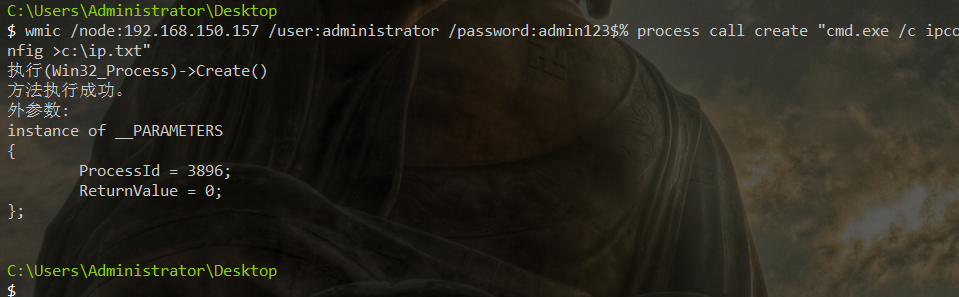 C:\Users\Administrator\Desktop
$ wmic /node:192.168.150.157 /user:administrator /password:admin123$% process call create "cmd.exe /c ipco
nfig >c:\ip.txt"
执行(Win32_Process)->Create()
方法执行成功。
外参数:
instance of __PARAMETERS
{
        ProcessId = 3896;
        ReturnValue = 0;
};
C:\Users\Administrator\Desktop
$